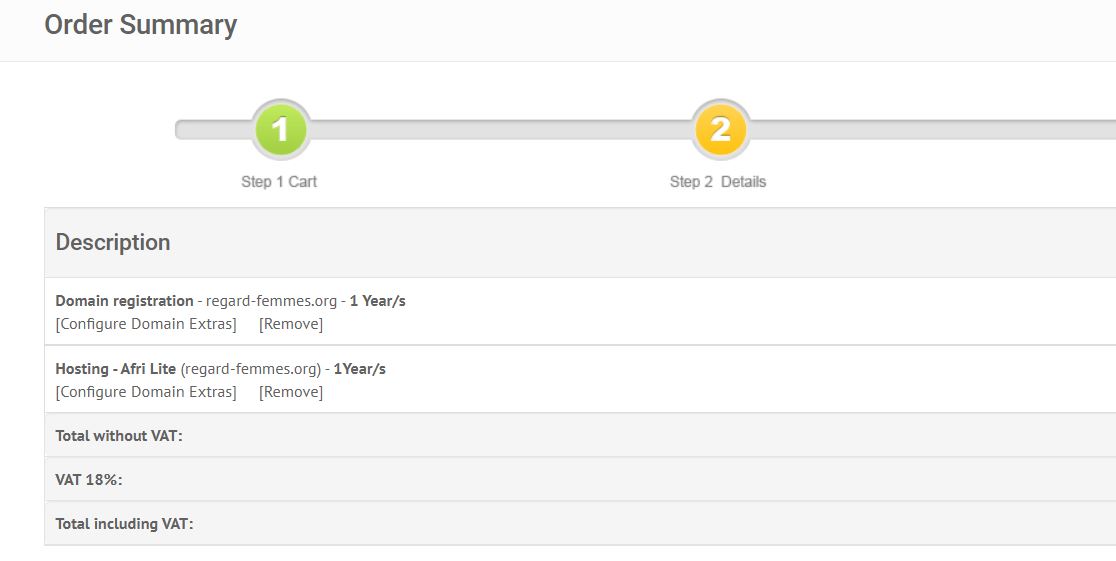 Order Summary
1
2
Step 1 Cart
Step 2 Details
Description
Domain registration - regard-femmes.org - 1 Year/s
[Configure Domain Extras] [Remove]
Hosting - Afri Lite (regard-femmes.org) - 1Year/s
[Configure Domain Extras] [Remove]
Total without VAT:
VAT 18%:
Total including VAT: